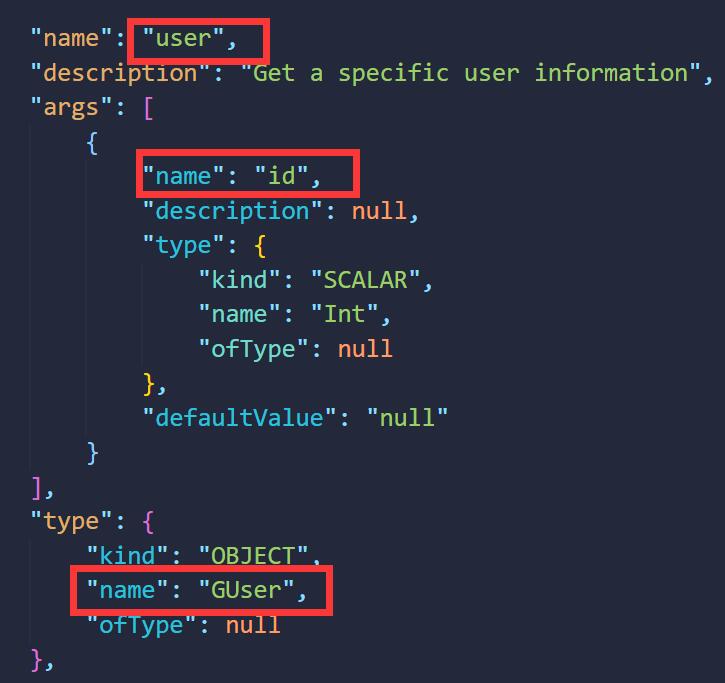 "name": "user",
"description": "Get a specific user information",
"args": [
{
"name": "id",
"description": null,
"type": {
"kind": "SCALAR",
"name": "Int",
"ofType": null
},
"defaultValue": "null"
}
],
"type": {
"kind": "OBJECT",
"name": "GUser",
"ofType": null
},